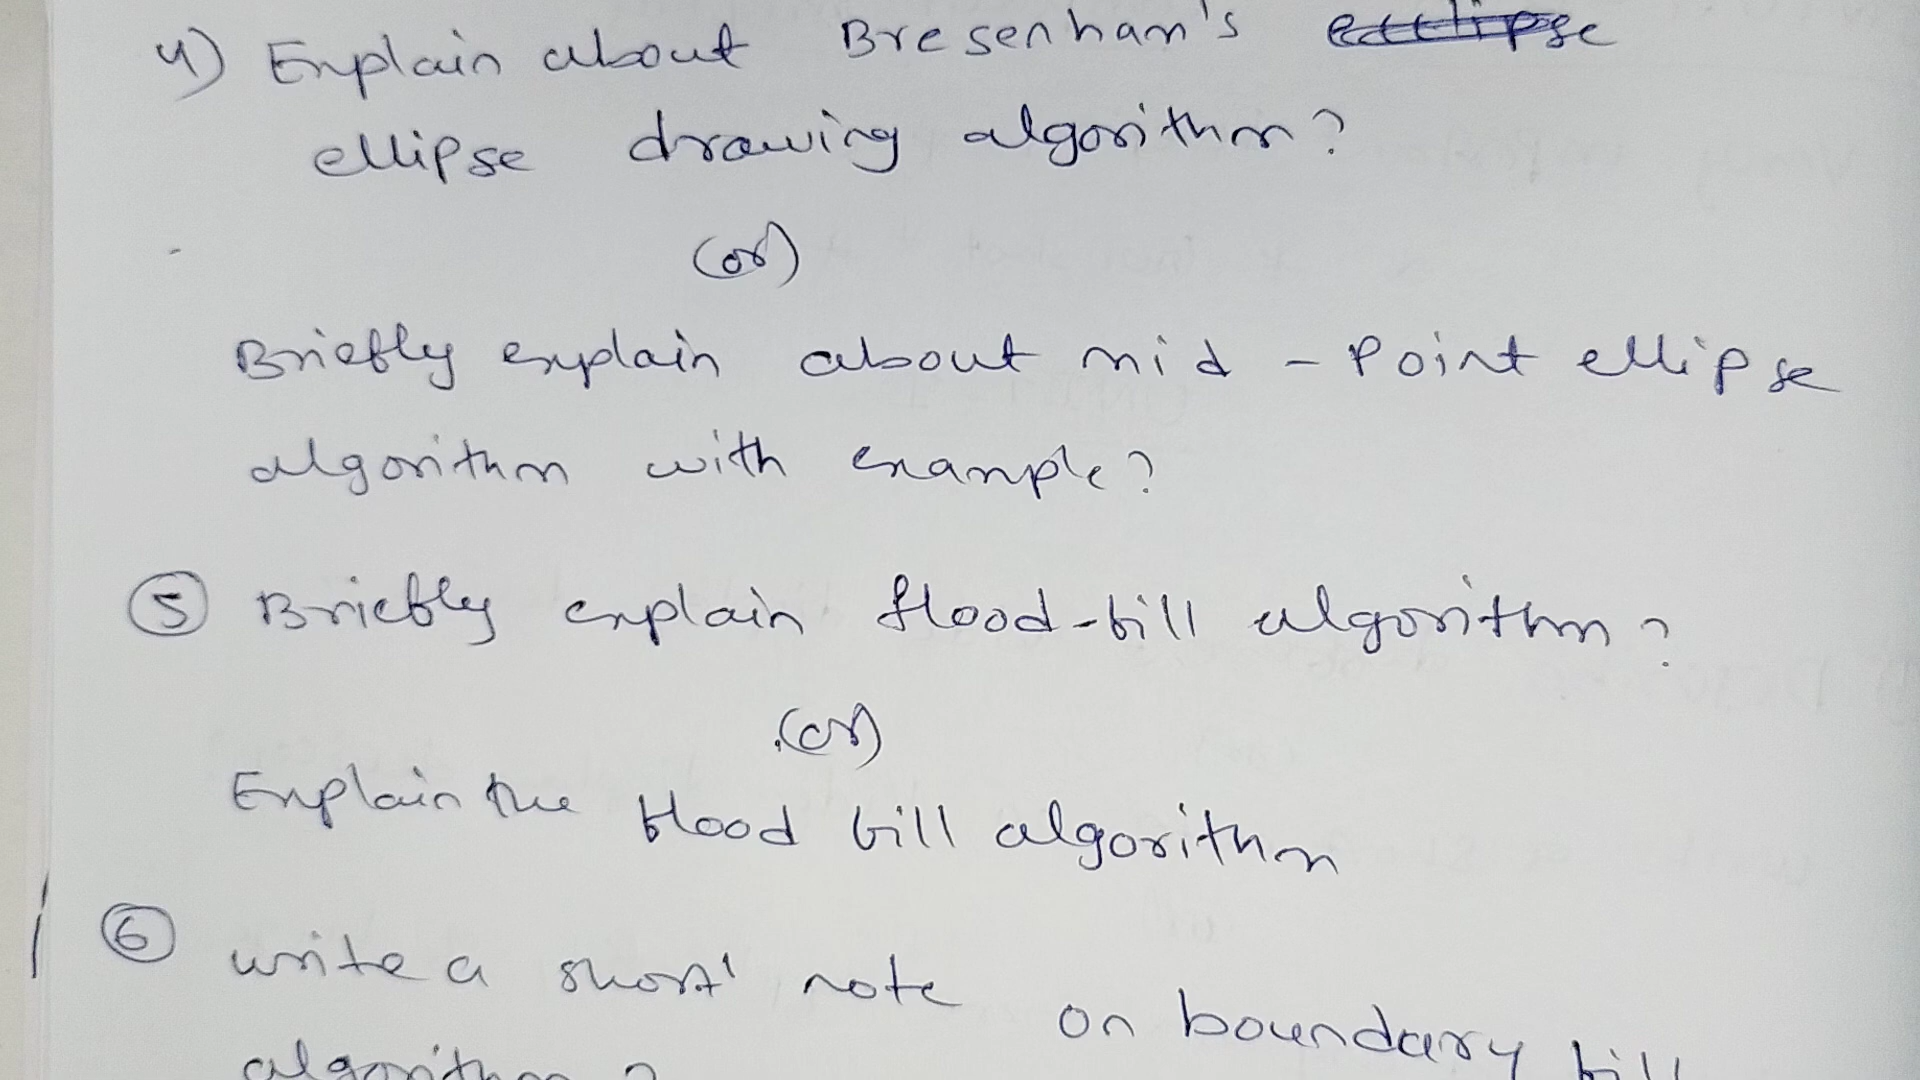 4) Explain about Bresenham's
ellipse drawing algorithm?
(or)
Briefly explain about mid - Point ellipse
algorithm with example?
5 Briefly explain flood-fill algorithm?
(or)
Explain the flood fill algorithm
6 write a short note on boundary fill
algorithm?